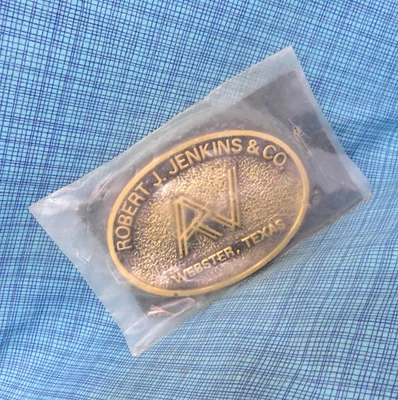 ROBERT J. JENKINS & CO.
WEBSTER, TEXAS